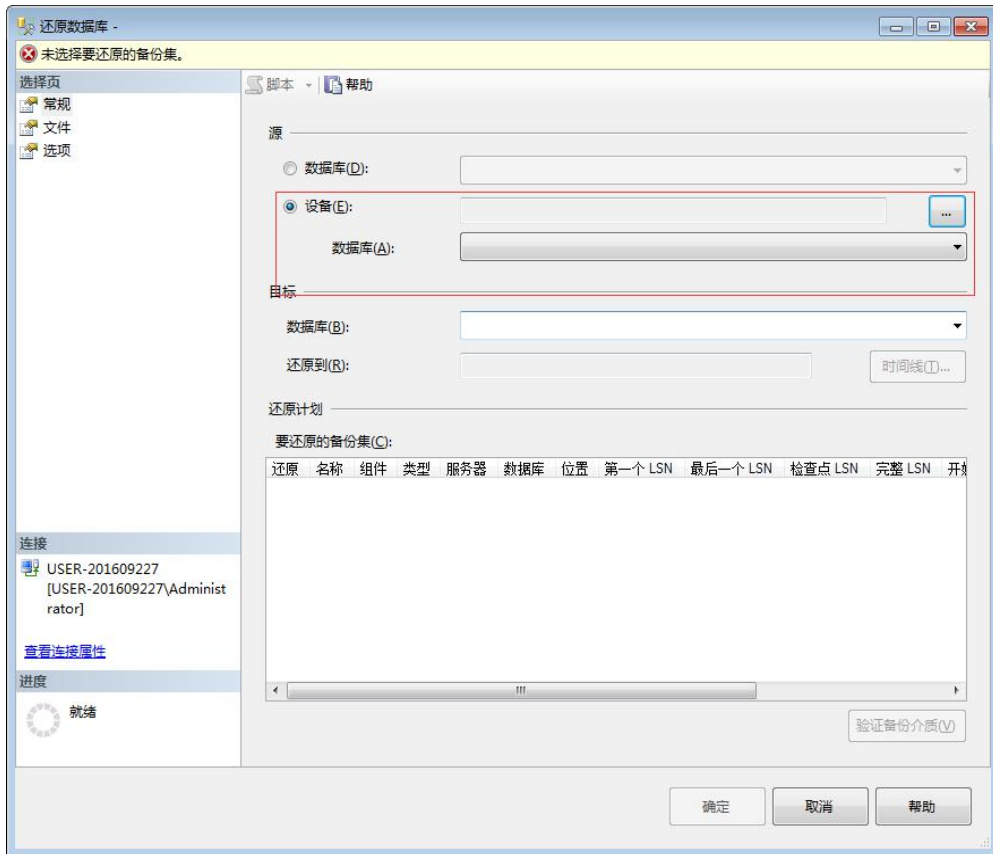 还原数据库 -
未选择要还原的备份集。
选择页
常规
文件
选项
脚本 帮助
源
数据库(D):
设备(E): ...
数据库(A):
目标
数据库(B):
还原到(R): 时间线(T)...
还原计划
要还原的备份集(C):
还原 名称 组件 类型 服务器 数据库 位置 第一个 LSN 最后一个 LSN 检查点 LSN 完整 LSN
连接
USER-201609227
[USER-201609227\Administ
rator]
查看连接属性
进度
就绪
验证备份介质(V)
确定 取消 帮助